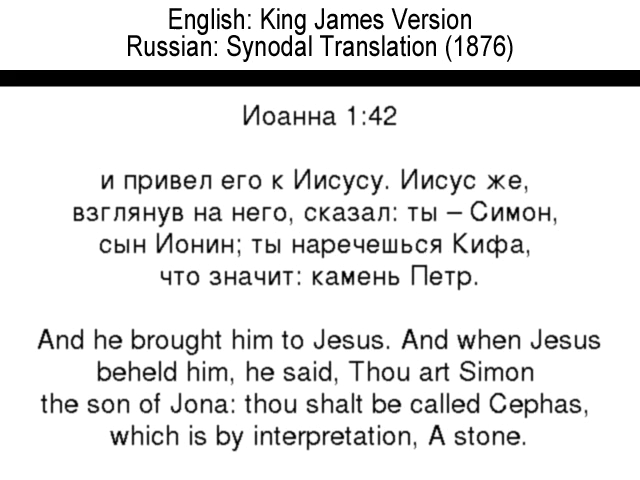 English: King James Version
Russian: Synodal Translation (1876)
Иоанна 1:42
и привел его к Иисусу. Иисус же,
взглянув на него, сказал: ты – Симон,
сын Ионин; ты наречешься Кифа,
что значит: камень Петр.
And he brought him to Jesus. And when Jesus
beheld him, he said, Thou art Simon
the son of Jona: thou shalt be called Cephas,
which is by interpretation, A stone.